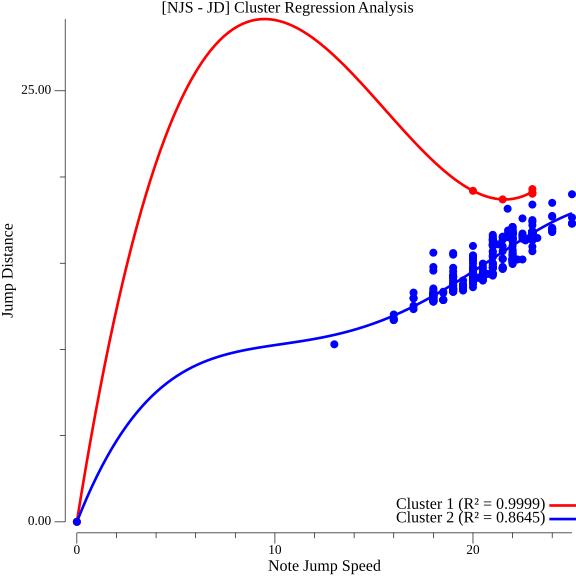 [NJS - JD] Cluster Regression Analysis
25.00
Jump Distance
0.00
Cluster 1 (R² = 0.9999)
Cluster 2 (R² = 0.8645)
0
10
20
Note Jump Speed